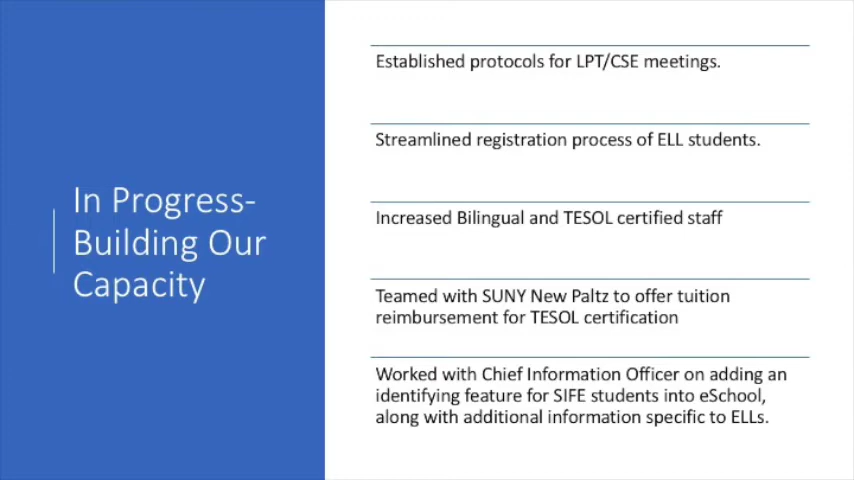 In Progress-
Building Our
Capacity
Established protocols for LPT/CSE meetings.
Streamlined registration process of ELL students.
Increased Bilingual and TESOL certified staff
Teamed with SUNY New Paltz to offer tuition
reimbursement for TESOL certification
Worked with Chief Information Officer on adding an
identifying feature for SIFE students into eSchool,
along with additional information specific to ELLs.